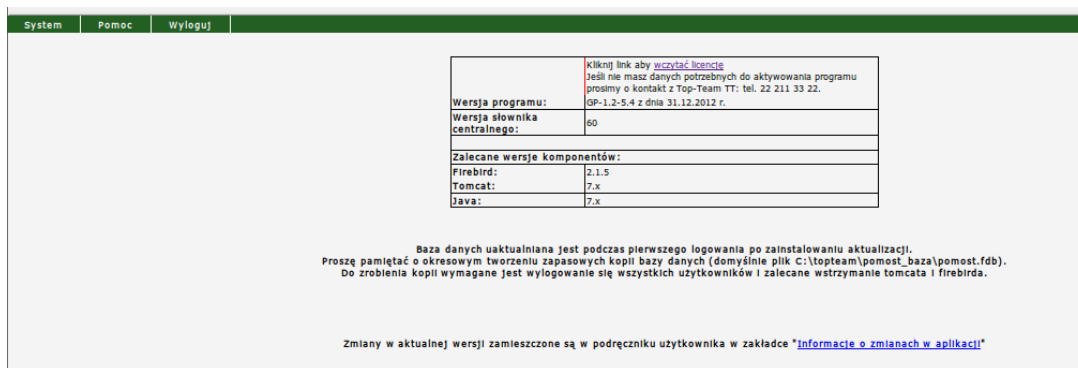 System Pomoc Wyloguj
Kliknij link aby wczytać licencję
Jeśli nie masz danych potrzebnych do aktywowania programu
prosimy o kontakt z Top-Team TT: tel. 22 211 33 22.
Wersja programu: GP-1.2-5.4 z dnia 31.12.2012 r.
Wersja słownika
centralnego: 60
Zalecane wersje komponentów:
Firebird: 2.1.5
Tomcat: 7.x
Java: 7.x
Baza danych uaktualniana jest podczas pierwszego logowania po zainstalowaniu aktualizacji.
Proszę pamiętać o okresowym tworzeniu zapasowych kopii bazy danych (domyślnie plik C:\topteam\pomost_baza\pomost.fdb).
Do zrobienia kopii wymagane jest wylogowanie się wszystkich użytkowników i zalecane wstrzymanie tomcata i firebirda.
Zmiany w aktualnej wersji zamieszczone są w podręczniku użytkownika w zakładce "Informacje o zmianach w aplikacji"